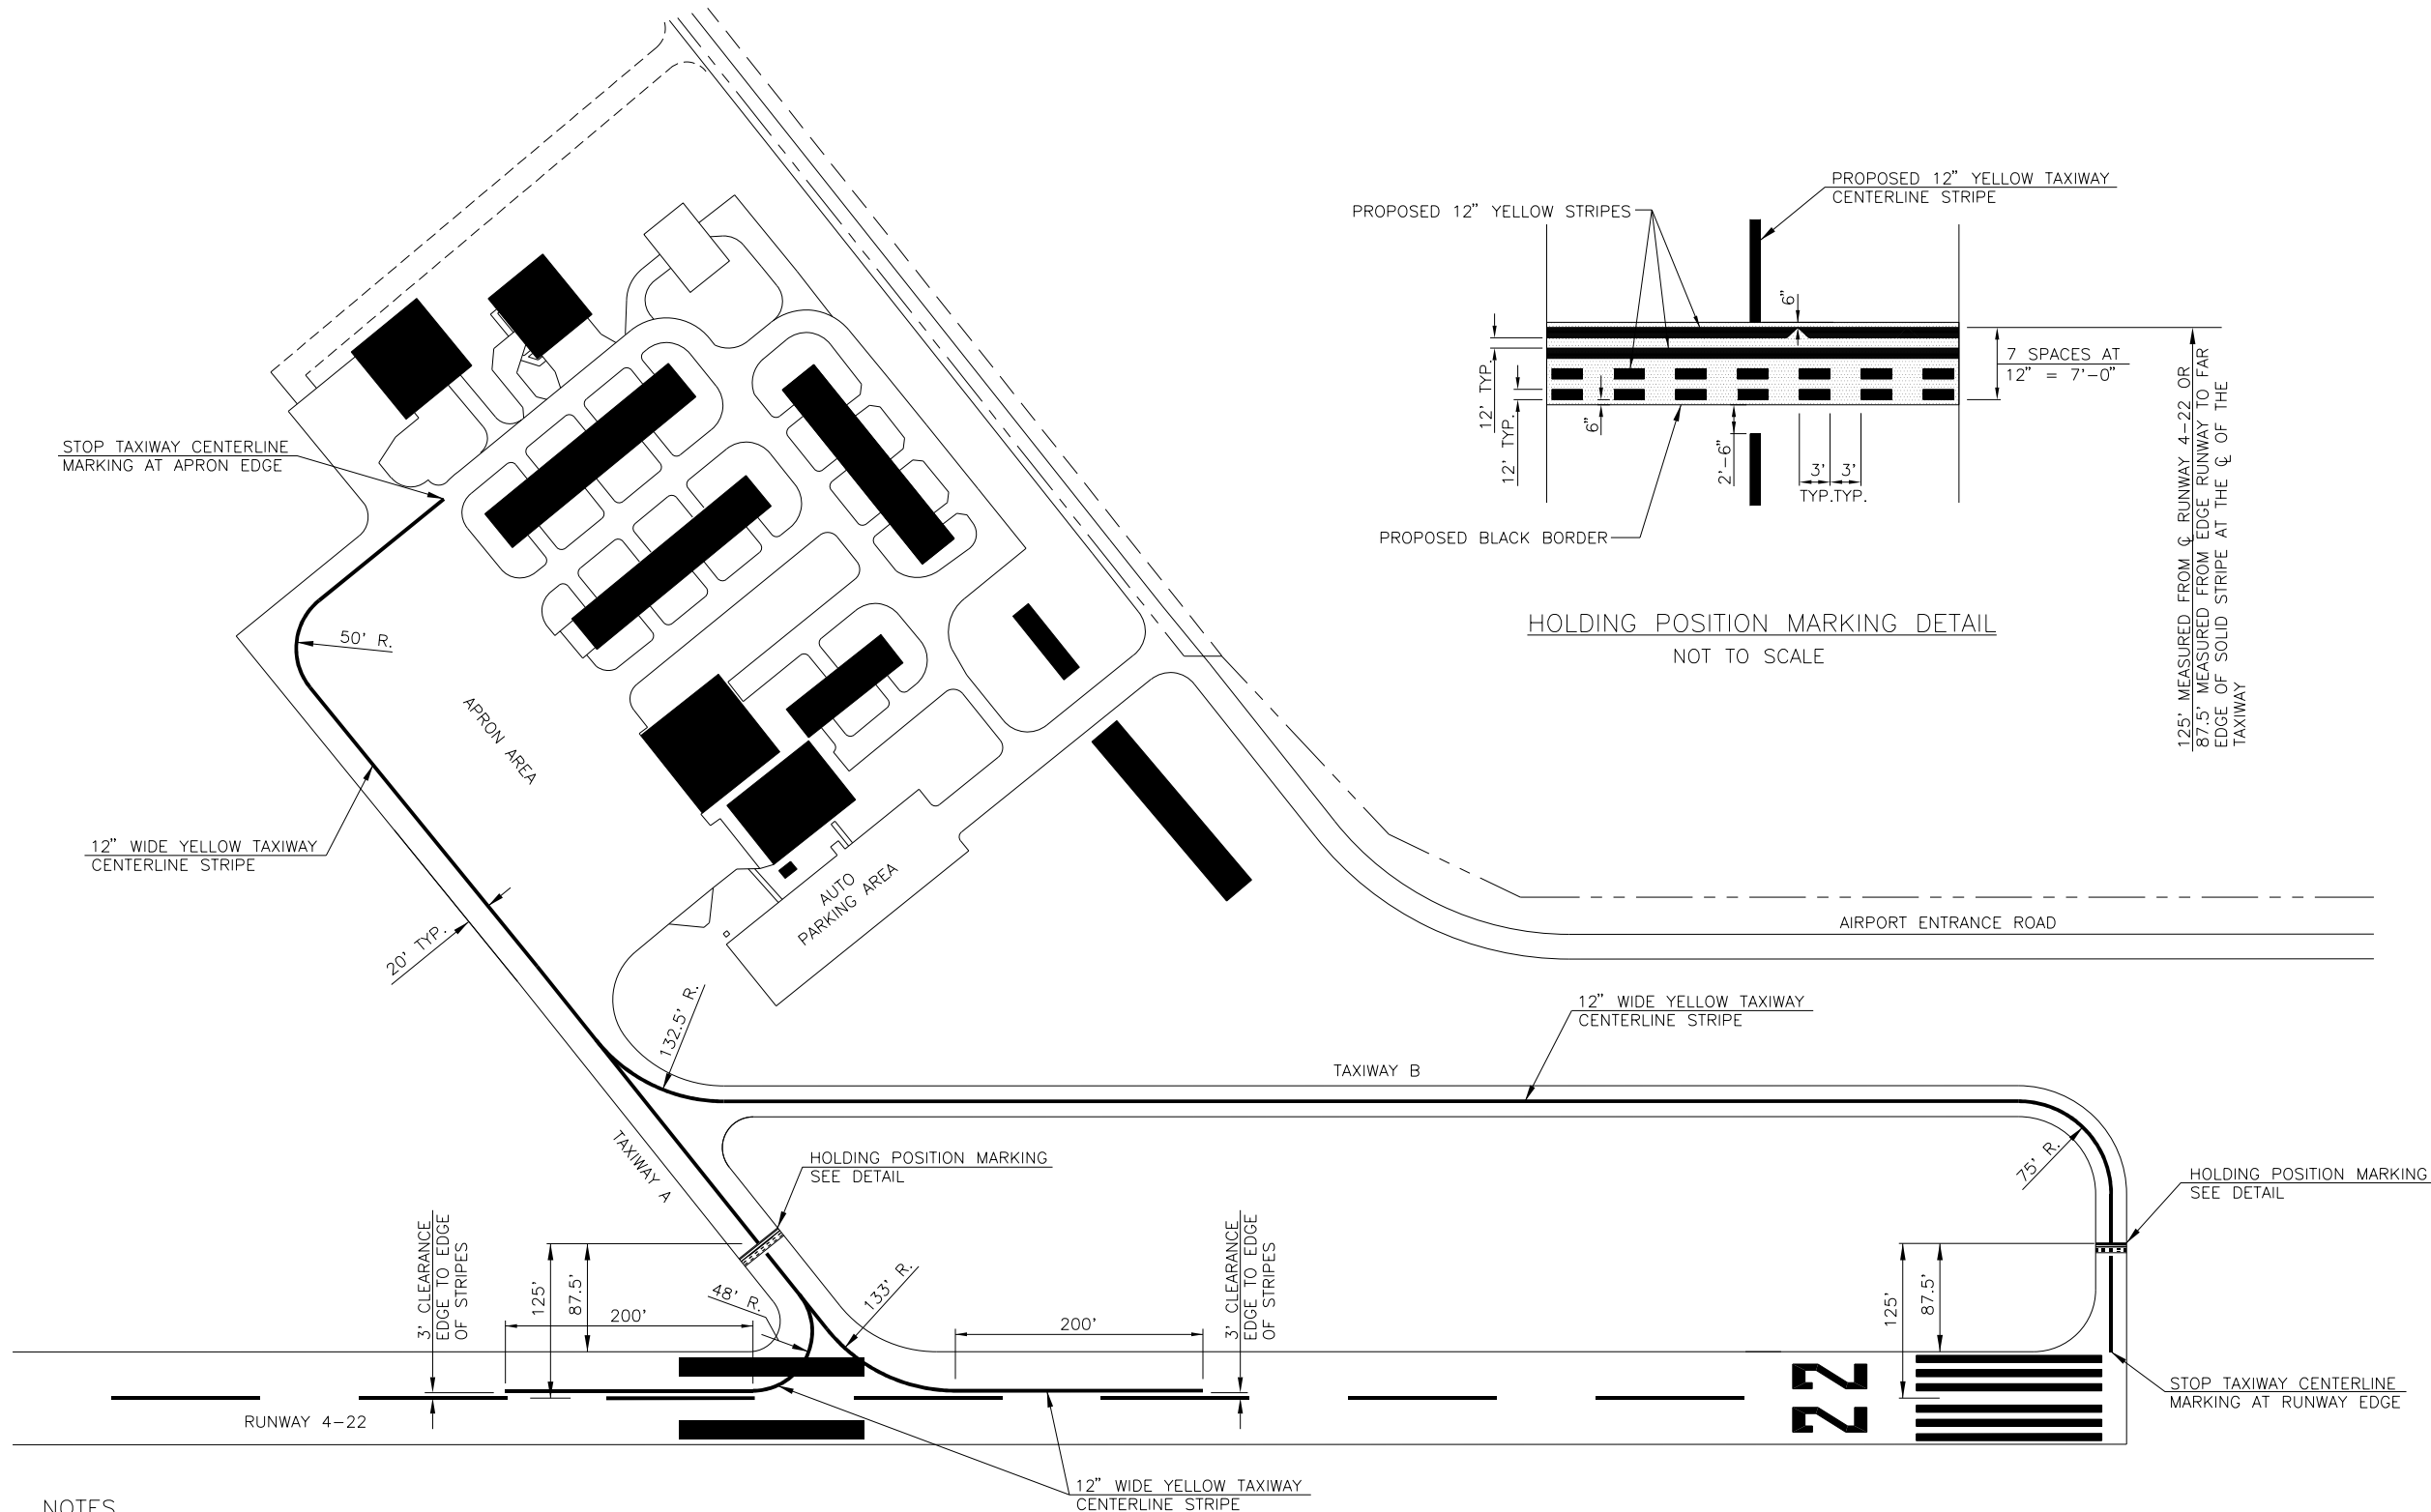 PROPOSED 12" YELLOW TAXIWAY
CENTERLINE STRIPE
PROPOSED 12" YELLOW STRIPES
6"
7 SPACES AT
12" = 7'-0"
12' TYP.
12' TYP.
6"
2'-6"
3'
3'
TYP.
TYP.
PROPOSED BLACK BORDER
HOLDING POSITION MARKING DETAIL
NOT TO SCALE
125' MEASURED FROM ℄ RUNWAY 4-22 OR
87.5' MEASURED FROM EDGE RUNWAY TO FAR
EDGE OF SOLID STRIPE AT THE ℄ OF THE
TAXIWAY
STOP TAXIWAY CENTERLINE
MARKING AT APRON EDGE
50' R.
APRON AREA
12" WIDE YELLOW TAXIWAY
CENTERLINE STRIPE
20' TYP.
AUTO
PARKING AREA
AIRPORT ENTRANCE ROAD
132.5' R.
12" WIDE YELLOW TAXIWAY
CENTERLINE STRIPE
TAXIWAY B
TAXIWAY A
HOLDING POSITION MARKING
SEE DETAIL
75' R.
HOLDING POSITION MARKING
SEE DETAIL
3' CLEARANCE
EDGE TO EDGE
OF STRIPES
125'
87.5'
200'
48' R.
133' R.
200'
3' CLEARANCE
EDGE TO EDGE
OF STRIPES
125'
87.5'
22
STOP TAXIWAY CENTERLINE
MARKING AT RUNWAY EDGE
RUNWAY 4-22
12" WIDE YELLOW TAXIWAY
CENTERLINE STRIPE
NOTES